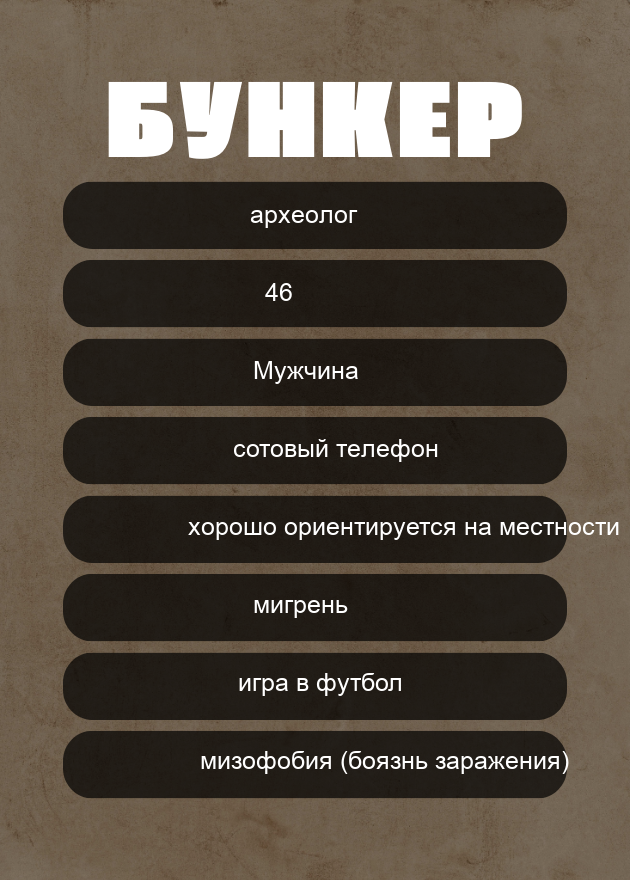 БУНКЕР
археолог
46
Мужчина
сотовый телефон
хорошо ориентируется на местности
мигрень
игра в футбол
мизофобия (боязнь заражения)